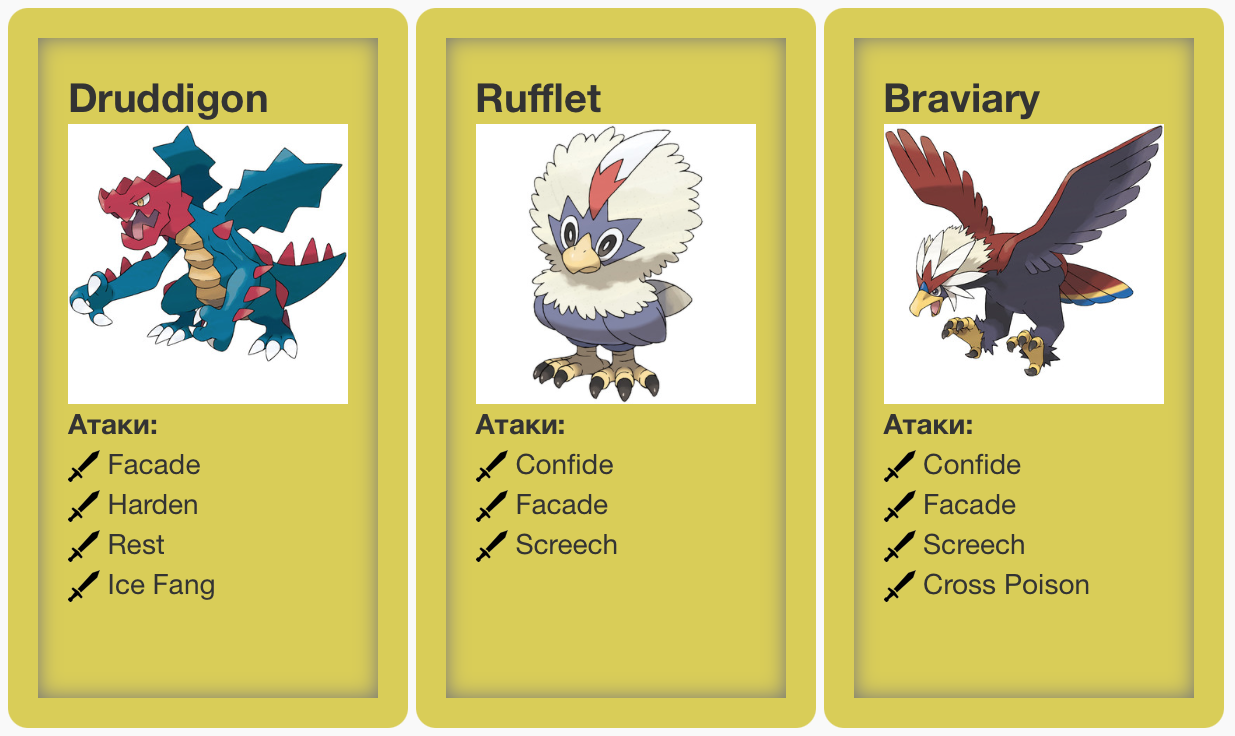 Druddigon
Атаки:
Facade
Harden
Rest
Ice Fang
Rufflet
Атаки:
Confide
Facade
Screech
Braviary
Атаки:
Confide
Facade
Screech
Cross Poison